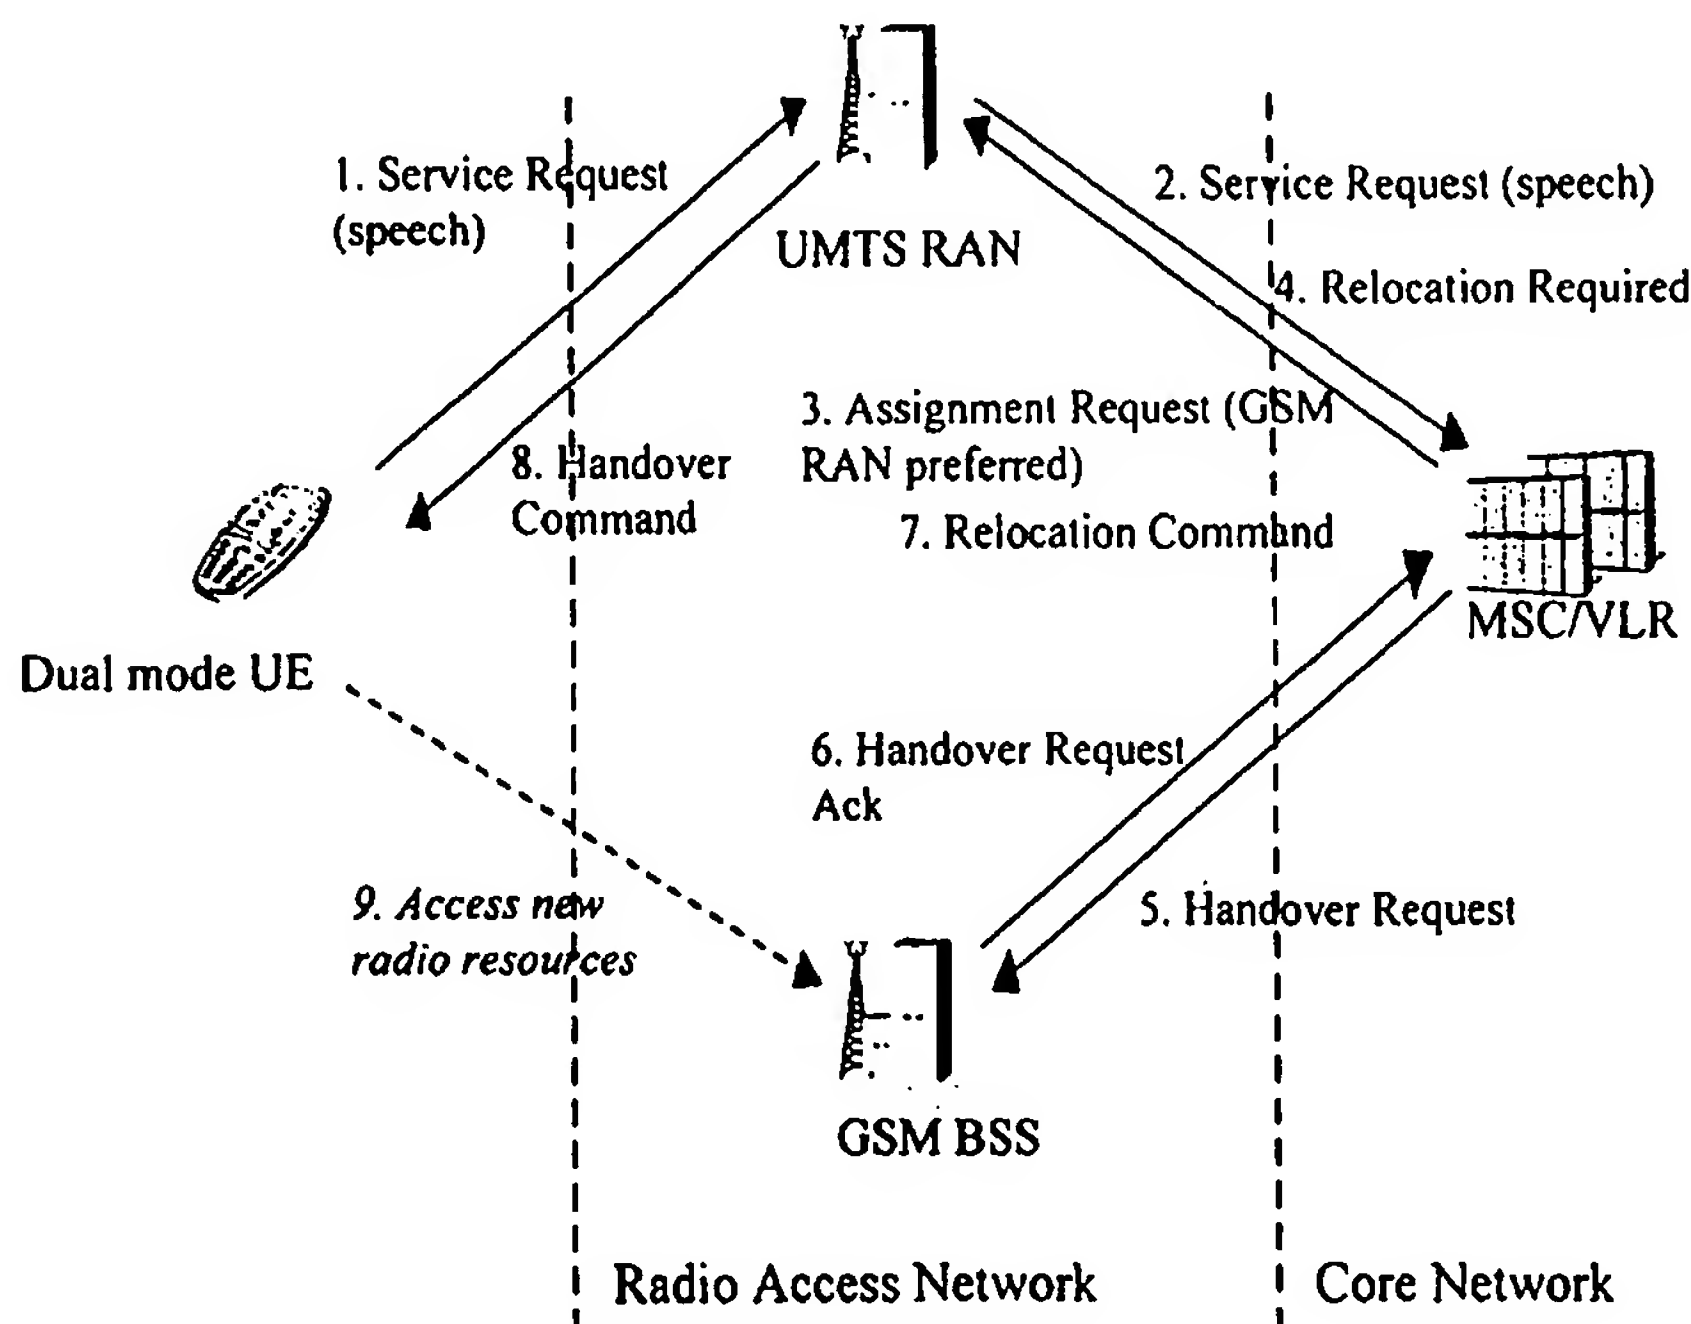 1. Service Request
(speech)
UMTS RAN
2. Service Request (speech)
4. Relocation Required
3. Assignment Request (GSM
RAN preferred)
7. Relocation Command
8. Handover
Command
MSC/VLR
Dual mode UE
6. Handover Request
Ack
9. Access new
radio resources
5. Handover Request
GSM BSS
Radio Access Network
Core Network